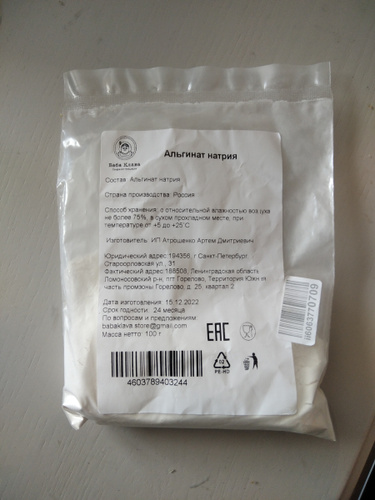 Баба Клава
Альгинат натрия
Состав: Альгинат натрия
Страна производства: Россия
Способ хранения: с относительной влажностью воздуха
не более 75%, в сухом прохладном месте, при
температуре от +5 до +25°С
Изготовитель: ИП Атрошенко Артем Дмитриевич
Юридический адрес:194356, г Санкт-Петербург,
Староорловская ул., 31
Фактический адрес:188508, Ленинградская область,
Ломоносовский р-н, пгт Горелово, Территория Южная
часть промзоны Горелово, д. 25, квартал 2
Дата изготовления: 15.12.2022
Срок годности: 24 месяца
По вопросам и предложениям
babaklava.store@gmail.com
Масса нетто: 100 г
EAC
4603789403244
02
PE-HD